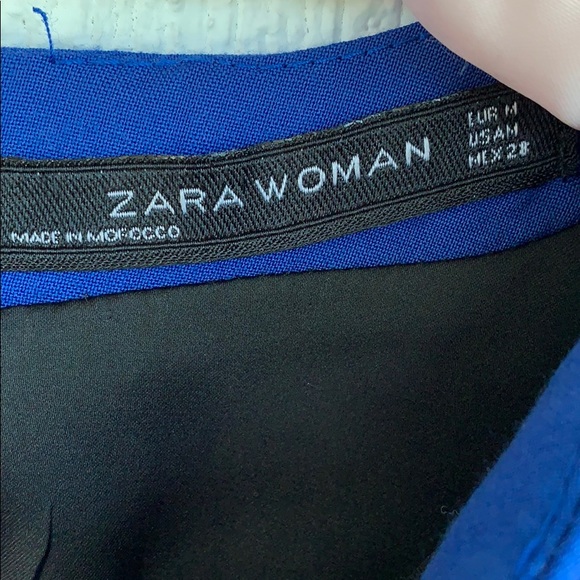 ZARA WOMAN
MADE IN MOROCCO
EUR M
USA M
MEX 28